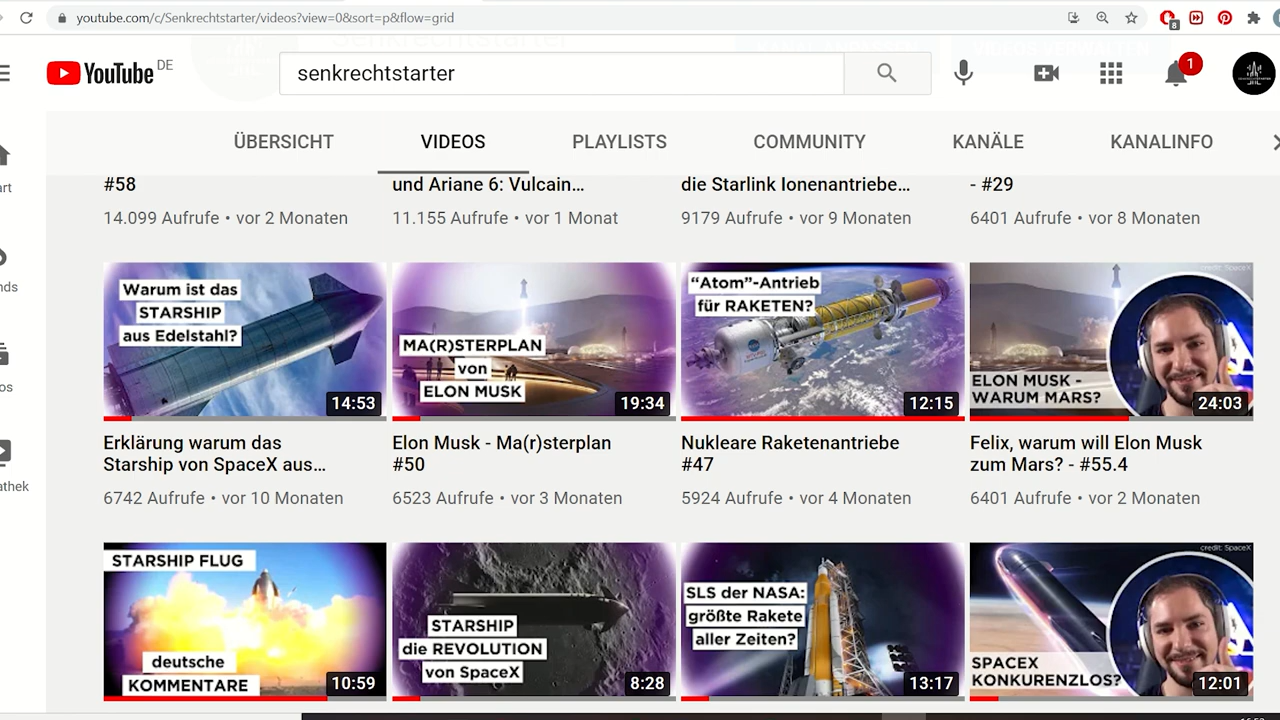 youtube.com/c/Senkrechtstarter/videos?view=0&sort=p&flow=grid
8
YouTube DE
senkrechtstarter
1
ÜBERSICHT VIDEOS PLAYLISTS COMMUNITY KANÄLE KANALINFO
#58 und Ariane 6: Vulcain... die Starlink Ionenantriebe... - #29
14.099 Aufrufe • vor 2 Monaten 11.155 Aufrufe • vor 1 Monat 9179 Aufrufe • vor 9 Monaten 6401 Aufrufe • vor 8 Monaten
Warum ist das
STARSHIP
aus Edelstahl?
14:53
MA(R)STERPLAN
von
ELON MUSK
19:34
"Atom"-Antrieb
für RAKETEN?
12:15
credit: SpaceX
ELON MUSK -
WARUM MARS?
24:03
Erklärung warum das
Starship von SpaceX aus...
6742 Aufrufe • vor 10 Monaten
Elon Musk - Ma(r)sterplan
#50
6523 Aufrufe • vor 3 Monaten
Nukleare Raketenantriebe
#47
5924 Aufrufe • vor 4 Monaten
Felix, warum will Elon Musk
zum Mars? - #55.4
6401 Aufrufe • vor 2 Monaten
STARSHIP FLUG
deutsche
KOMMENTARE
10:59
STARSHIP
die REVOLUTION
von SpaceX
8:28
SLS der NASA:
größte Rakete
aller Zeiten?
13:17
credit: SpaceX
SPACEX
KONKURENZLOS?
12:01